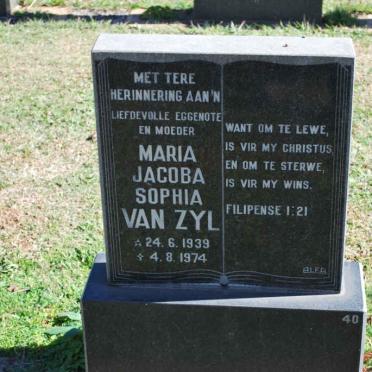 MET TERE
HERINNERING AAN'N
LIEFDEVOLLE EGGENOTE
EN MOEDER
MARIA
JACOBA
SOPHIA
VAN ZYL
24.6.1939
4.8.1974
WANT OM TE LEWE,
IS VIR MY CHRISTUS,
EN OM TE STERWE,
IS VIR MY WINS.
FILIPENSE 1:21
40